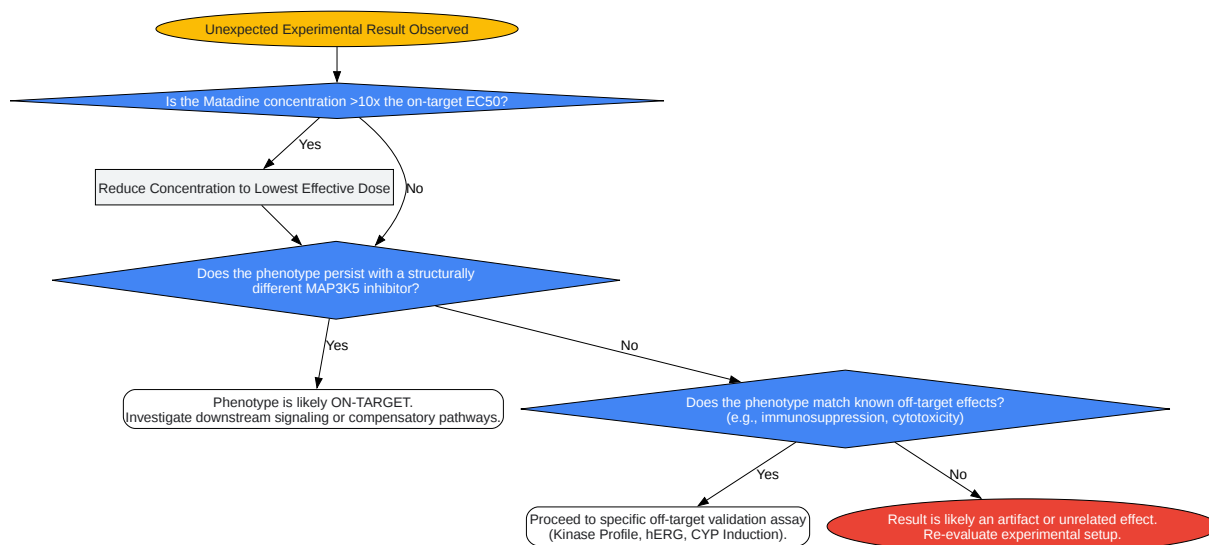 Unexpected Experimental Result Observed
Is the Matadine concentration >10x the on-target EC50?
Yes
Reduce Concentration to Lowest Effective Dose
No
Does the phenotype persist with a structurally
different MAP3K5 inhibitor?
Yes
No
Phenotype is likely ON-TARGET.
Investigate downstream signaling or compensatory pathways.
Does the phenotype match known off-target effects?
(e.g., immunosuppression, cytotoxicity)
Yes
No
Proceed to specific off-target validation assay
(Kinase Profile, hERG, CYP Induction).
Result is likely an artifact or unrelated effect.
Re-evaluate experimental setup.